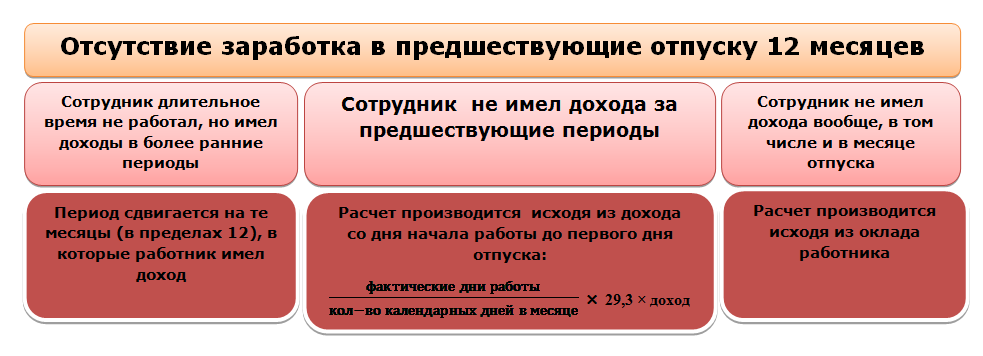 Отсутствие заработка в предшествующие отпуску 12 месяцев
Сотрудник длительное
время не работал, но имел
доходы в более ранние
периоды
Сотрудник не имел дохода за
предшествующие периоды
Сотрудник не имел
дохода вообще, в том
числе и в месяце
отпуска
Период сдвигается на те
месяцы (в пределах 12), в
которые работник имел
доход
Расчет производится исходя из дохода
со дня начала работы до первого дня
отпуска:
фактические дни работы
кол−во календарных дней в месяце
× 29,3 × доход
Расчет производится
исходя из оклада
работника